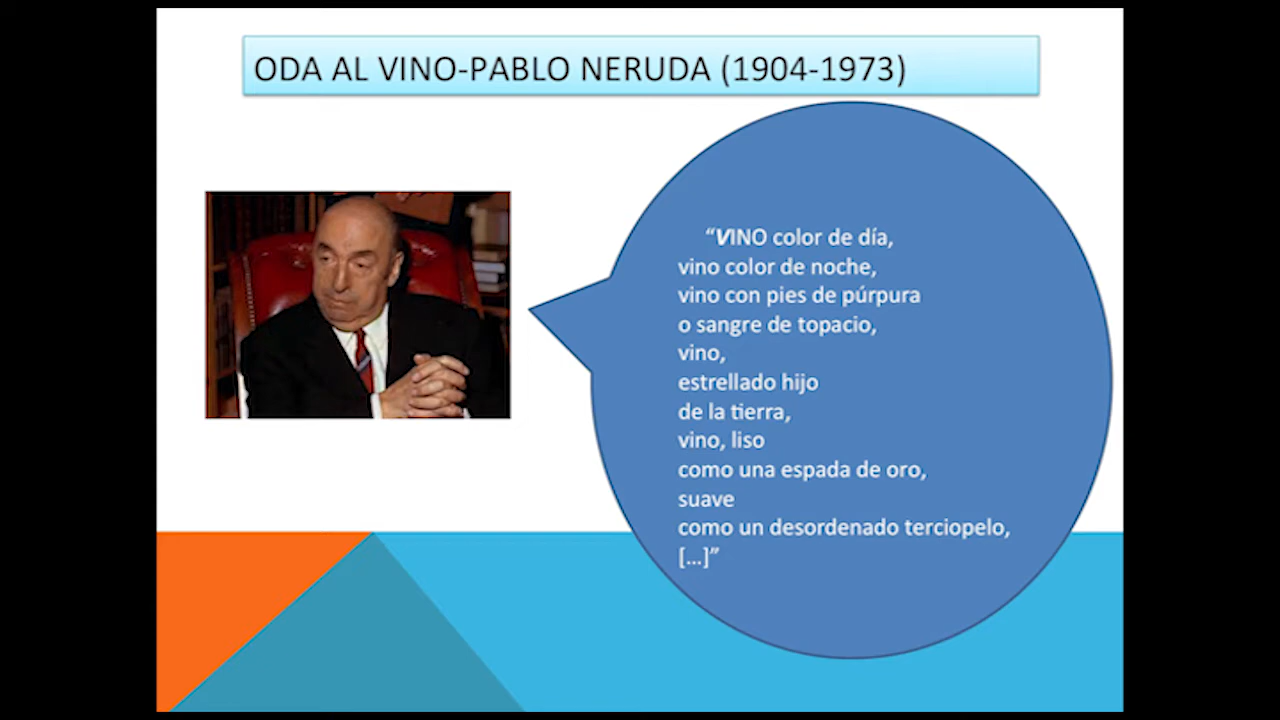 ODA AL VINO-PABLO NERUDA (1904-1973)
“VINO color de día,
vino color de noche,
vino con pies de púrpura
o sangre de topacio,
vino,
estrellado hijo
de la tierra,
vino, liso
como una espada de oro,
suave
como un desordenado terciopelo,
[…]”